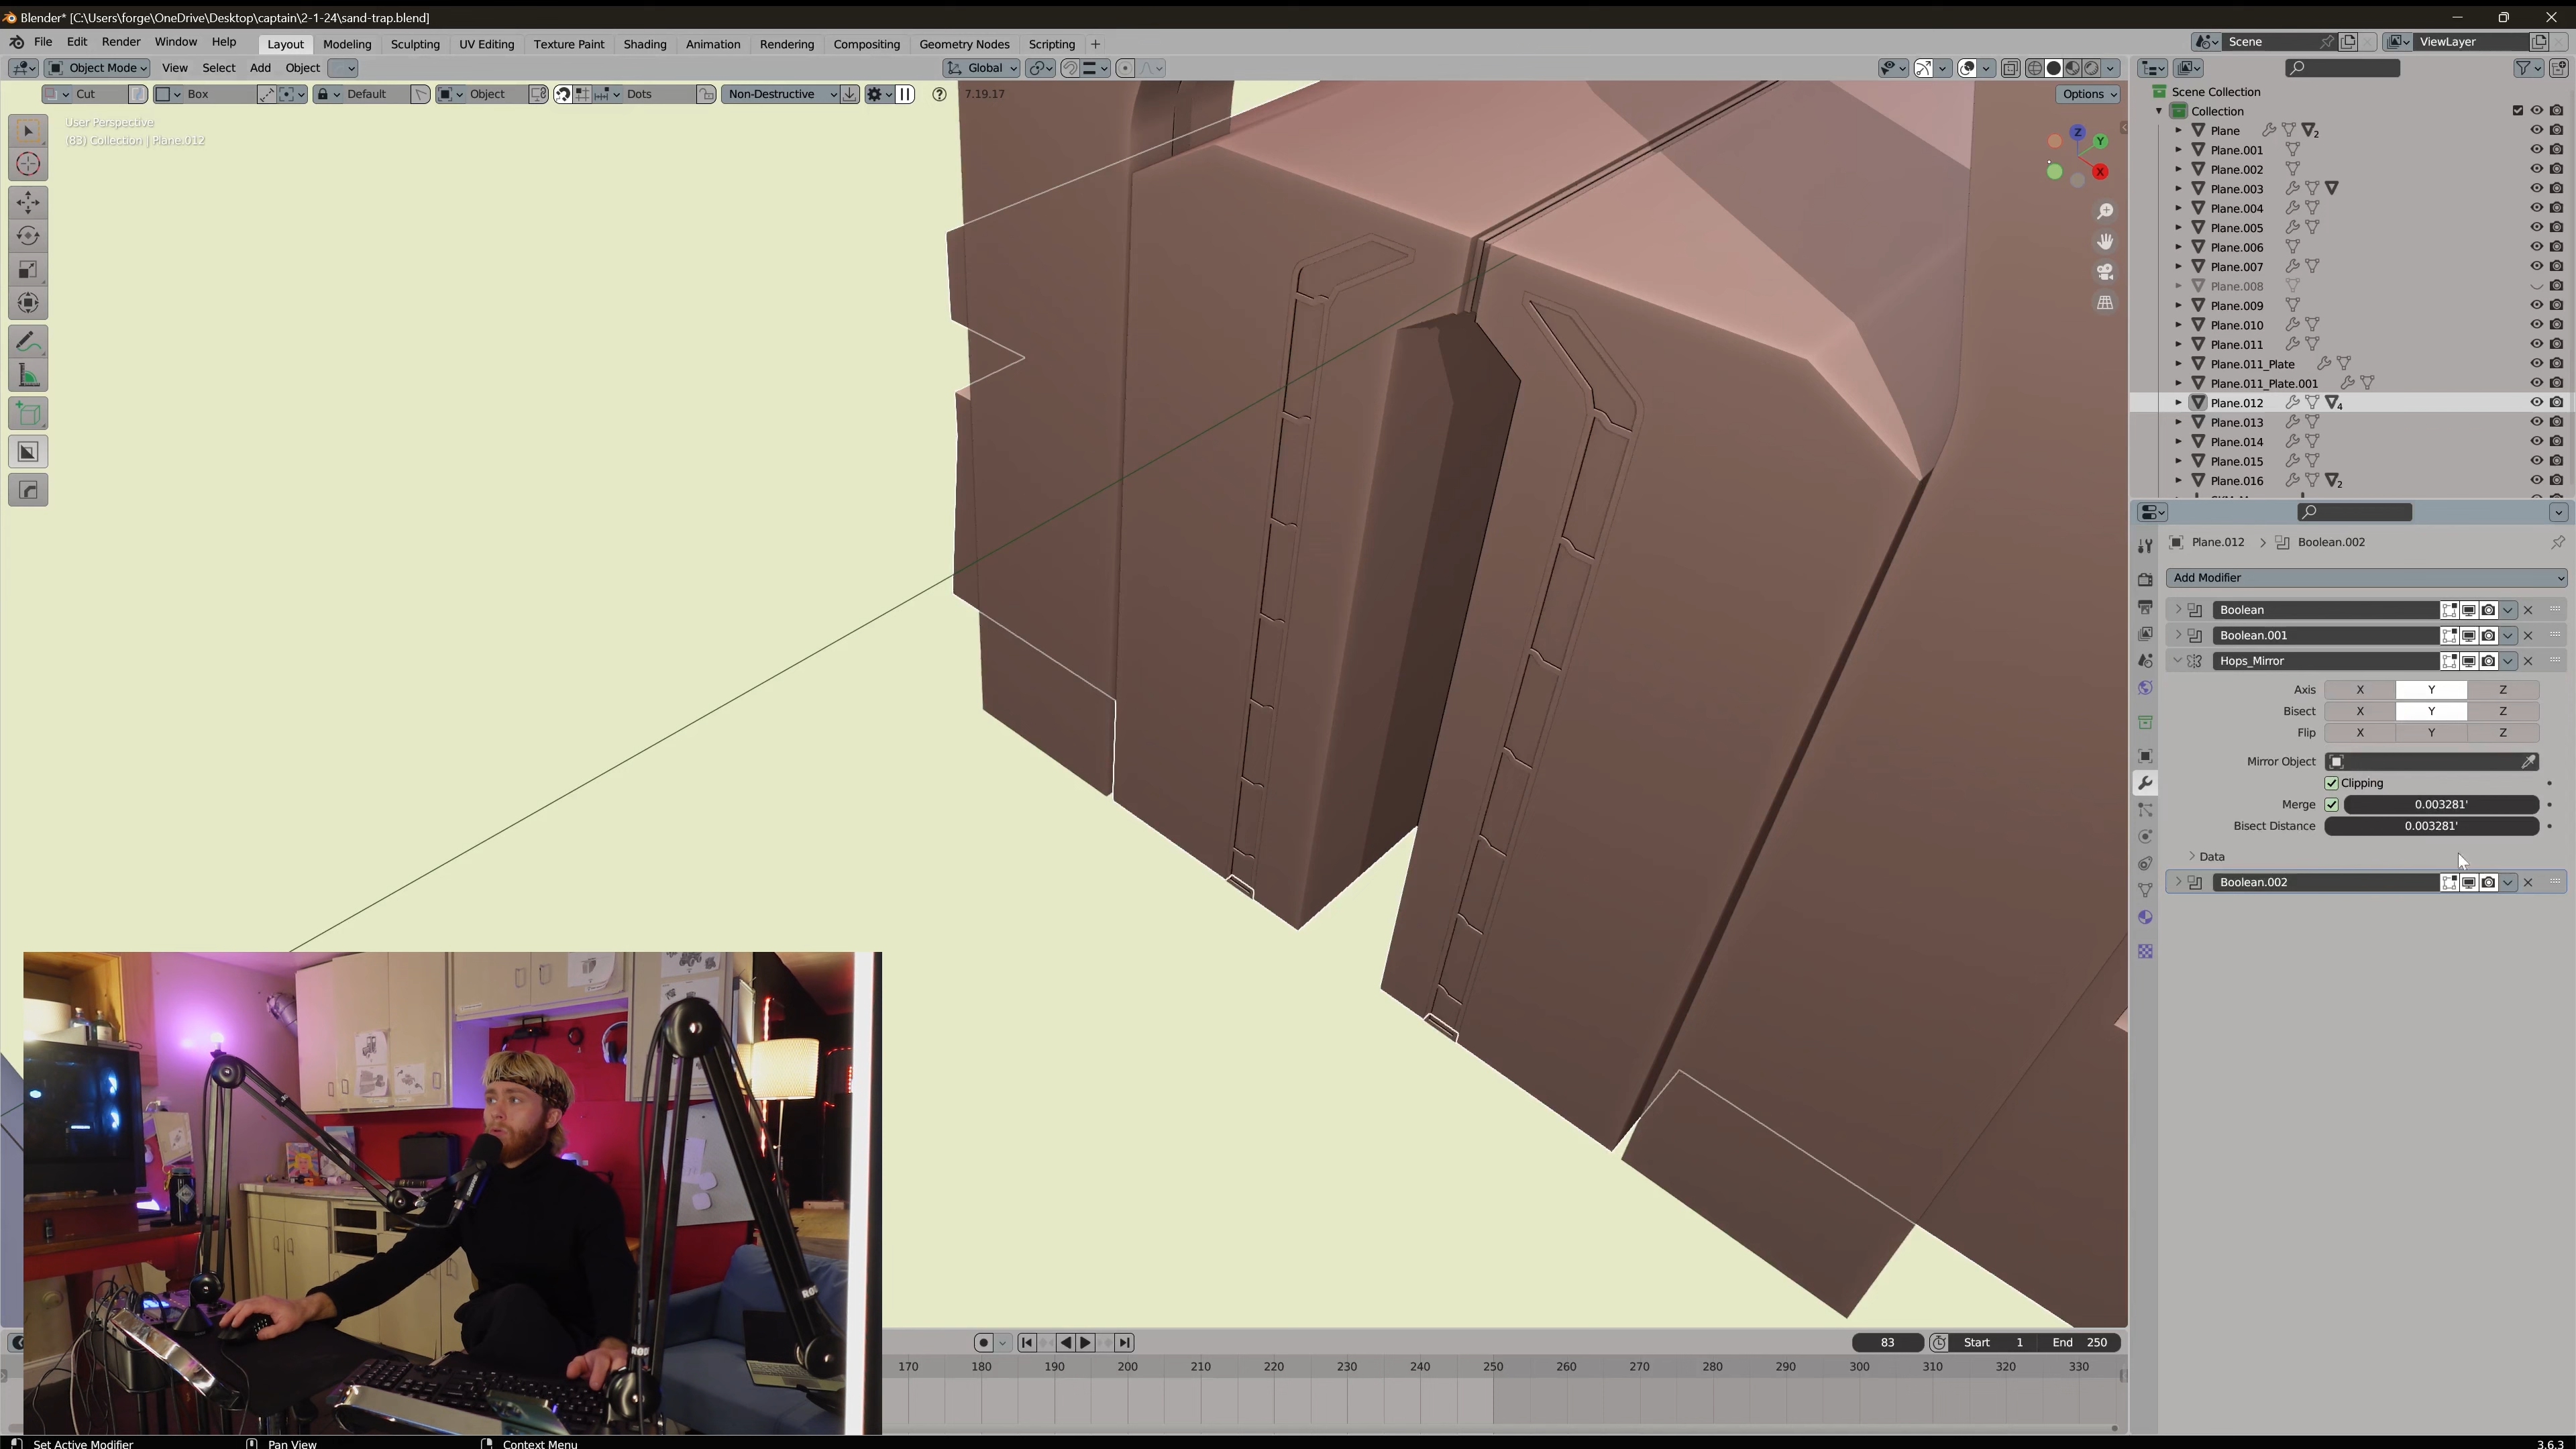 Blender* [C:\Users\forge\OneDrive\Desktop\captain\2-1-24\sand-trap.blend]
File Edit Render Window Help Layout Modeling Sculpting UV Editing Texture Paint Shading Animation Rendering Compositing Geometry Nodes Scripting + Scene ViewLayer
Object Mode View Select Add Object Global
Cut Box Default Object Dots Non-Destructive 7.19.17 Options
User Perspective
(83) Collection | Plane.012
Z
Y
X
Scene Collection
Collection
Plane 2
Plane.001
Plane.002
Plane.003
Plane.004
Plane.005
Plane.006
Plane.007
Plane.008
Plane.009
Plane.010
Plane.011
Plane.011_Plate
Plane.011_Plate.001
Plane.012 4
Plane.013
Plane.014
Plane.015
Plane.016 2
Plane.012 > Boolean.002
Add Modifier
Boolean
Boolean.001
Hops_Mirror
Axis X Y Z
Bisect X Y Z
Flip X Y Z
Mirror Object
Clipping
Merge 0.003281'
Bisect Distance 0.003281'
Data
Boolean.002
83 Start 1 End 250
170 180 190 200 210 220 230 240 250 260 270 280 290 300 310 320 330
Set Active Modifier Pan View Context Menu 3.6.3